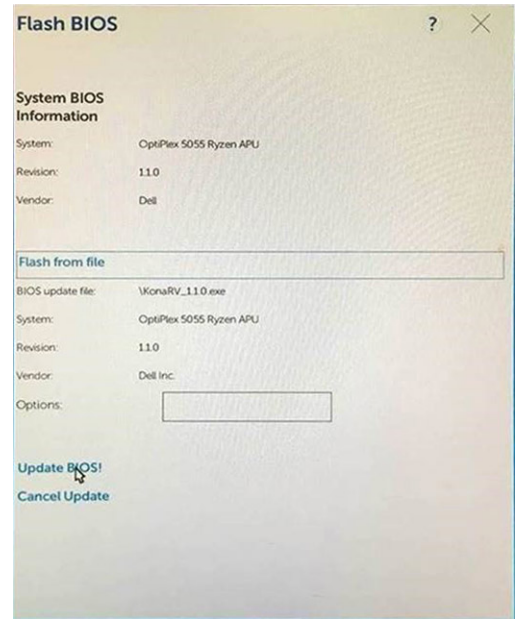 Flash BIOS ?
System BIOS
Information
System: OptiPlex 5055 Ryzen APU
Revision: 1.1.0
Vendor: Dell
Flash from file
BIOS update file: \KonaRV_1.1.0.exe
System: OptiPlex 5055 Ryzen APU
Revision: 1.1.0
Vendor: Dell Inc.
Options:
Update BIOS!
Cancel Update